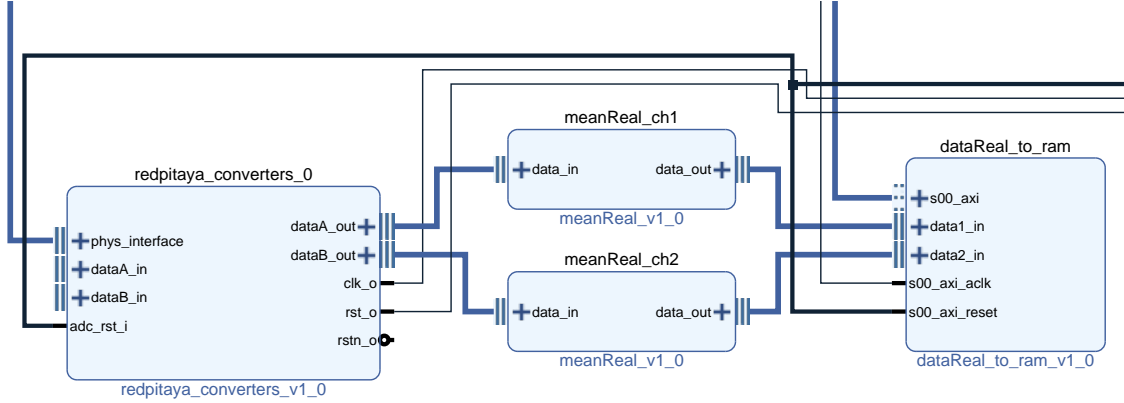 redpitaya_converters_0
phys_interface
dataA_in
dataB_in
adc_rst_i
dataA_out
dataB_out
clk_o
rst_o
rstn_o
redpitaya_converters_v1_0
meanReal_ch1
data_in
data_out
meanReal_v1_0
meanReal_ch2
data_in
data_out
meanReal_v1_0
dataReal_to_ram
s00_axi
data1_in
data2_in
s00_axi_aclk
s00_axi_reset
dataReal_to_ram_v1_0